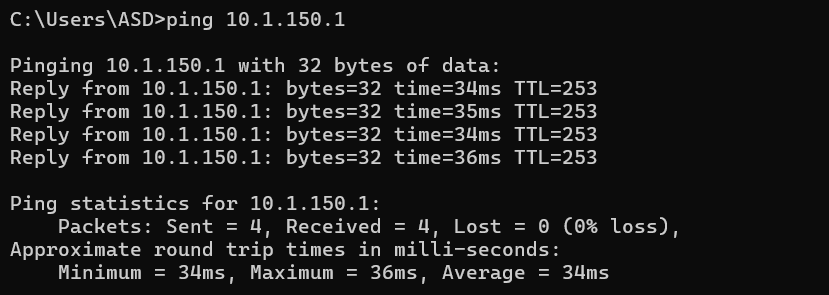 C:\Users\ASD>ping 10.1.150.1

Pinging 10.1.150.1 with 32 bytes of data:
Reply from 10.1.150.1: bytes=32 time=34ms TTL=253
Reply from 10.1.150.1: bytes=32 time=35ms TTL=253
Reply from 10.1.150.1: bytes=32 time=34ms TTL=253
Reply from 10.1.150.1: bytes=32 time=36ms TTL=253

Ping statistics for 10.1.150.1:
    Packets: Sent = 4, Received = 4, Lost = 0 (0% loss),
Approximate round trip times in milli-seconds:
    Minimum = 34ms, Maximum = 36ms, Average = 34ms